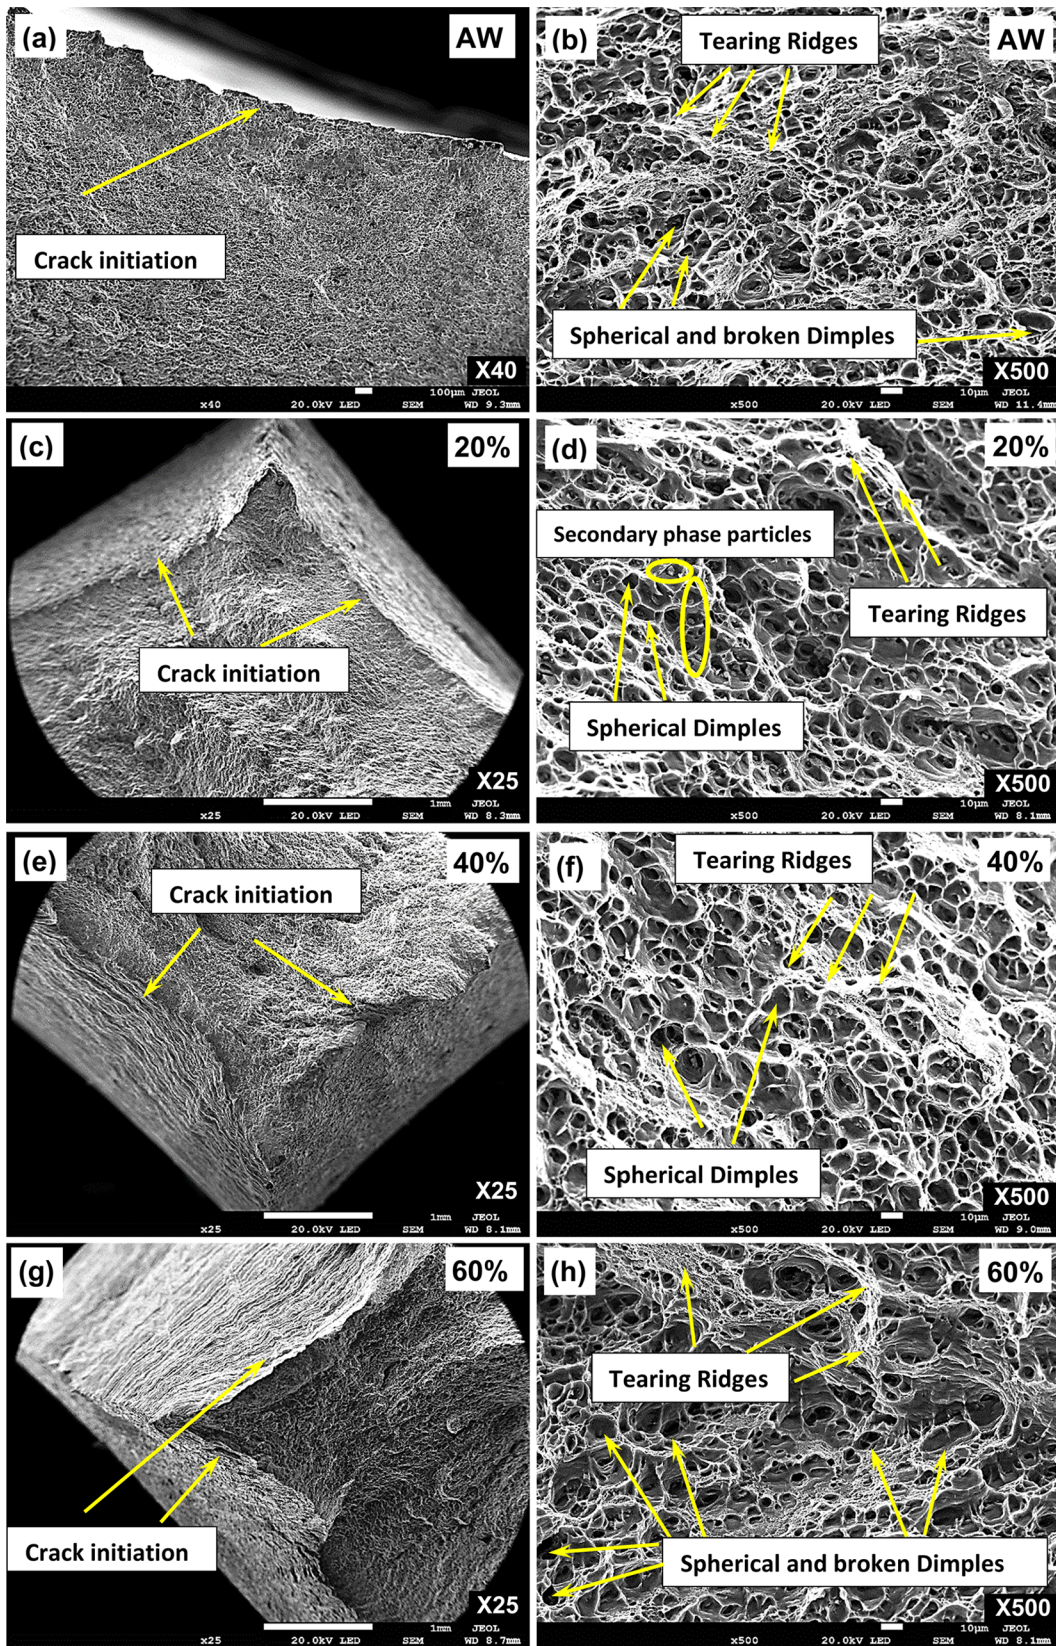 (a)
AW
Crack initiation
X40
100µm JEOL
x40 20.0kV LED SEM WD 9.3mm
(b)
AW
Tearing Ridges
Spherical and broken Dimples
X500
10µm JEOL
x500 20.0kV LED SEM WD 11.4mm
(c)
20%
Crack initiation
X25
1mm JEOL
x25 20.0kV LED SEM WD 8.3mm
(d)
20%
Secondary phase particles
Tearing Ridges
Spherical Dimples
X500
10µm JEOL
x500 20.0kV LED SEM WD 8.1mm
(e)
40%
Crack initiation
X25
1mm JEOL
x25 20.0kV LED SEM WD 8.1mm
(f)
Tearing Ridges
40%
Spherical Dimples
X500
10µm JEOL
x500 20.0kV LED SEM WD 9.0mm
(g)
60%
Crack initiation
X25
1mm JEOL
x25 20.0kV LED SEM WD 8.7mm
(h)
60%
Tearing Ridges
Spherical and broken Dimples
X500
10µm JEOL
x500 20.0kV LED SEM WD 8.1mm